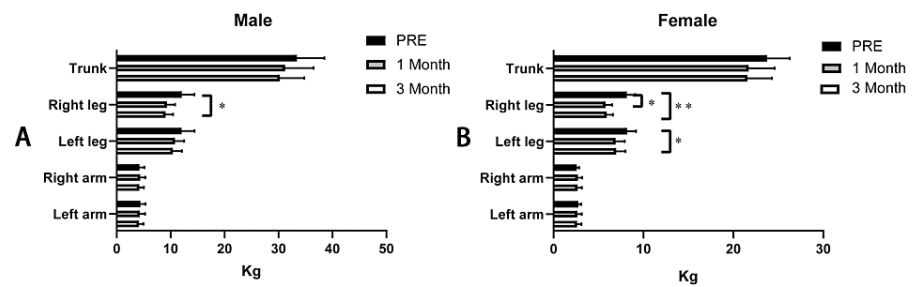 Male
PRE
1 Month
3 Month
Trunk
Right leg
*
A
Left leg
Right arm
Left arm
0 10 20 30 40 50
Kg
Female
PRE
1 Month
3 Month
Trunk
Right leg
* **
B
Left leg
*
Right arm
Left arm
0 10 20 30
Kg